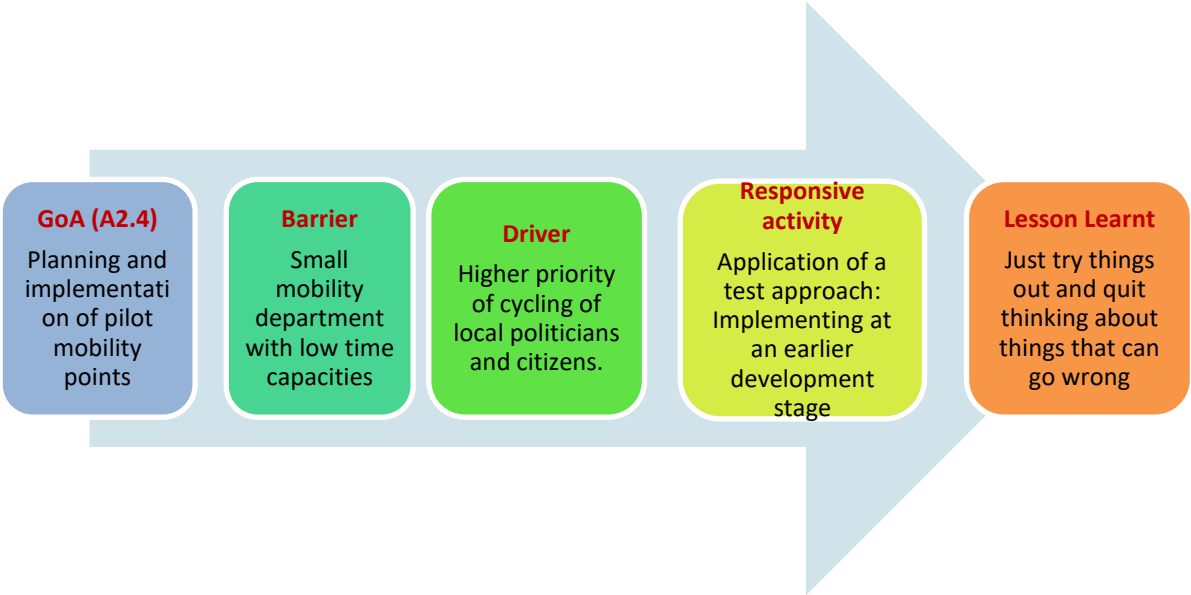 GoA (A2.4)
Planning and
implementati
on of pilot
mobility
points
Barrier
Small
mobility
department
with low time
capacities
Driver
Higher priority
of cycling of
local politicians
and citizens.
Responsive
activity
Application of a
test approach:
Implementing at
an earlier
development
stage
Lesson Learnt
Just try things
out and quit
thinking about
things that can
go wrong